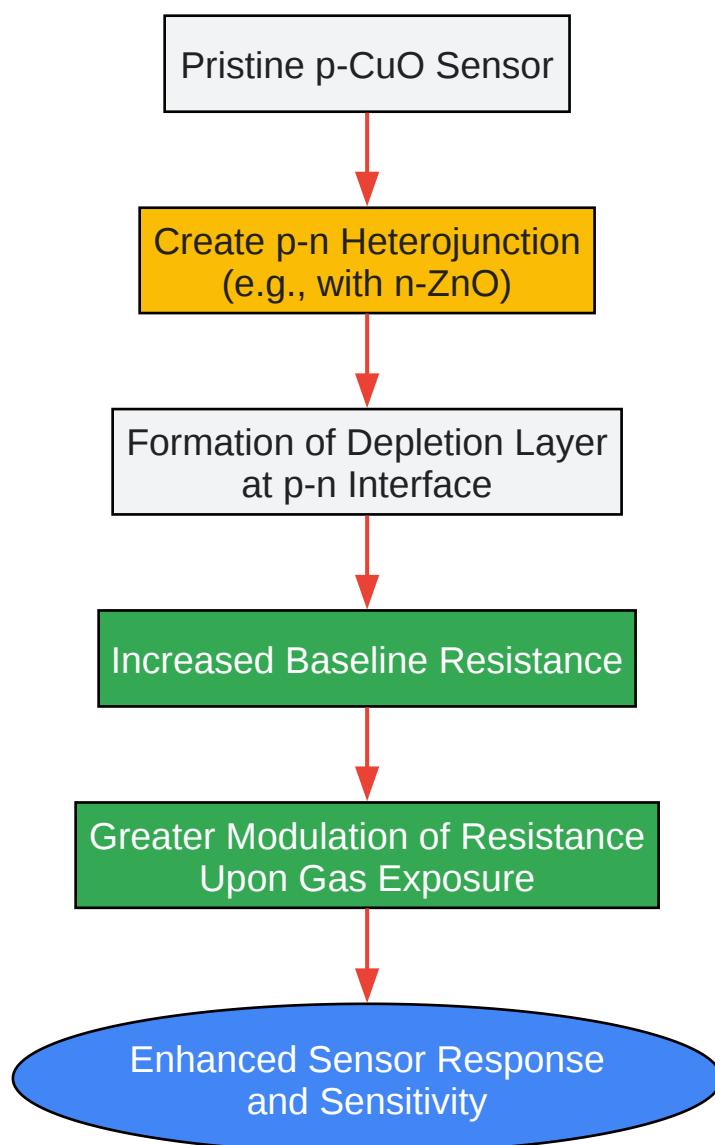 Pristine p-CuO Sensor
Create p-n Heterojunction
(e.g., with n-ZnO)
Formation of Depletion Layer
at p-n Interface
Increased Baseline Resistance
Greater Modulation of Resistance
Upon Gas Exposure
Enhanced Sensor Response
and Sensitivity